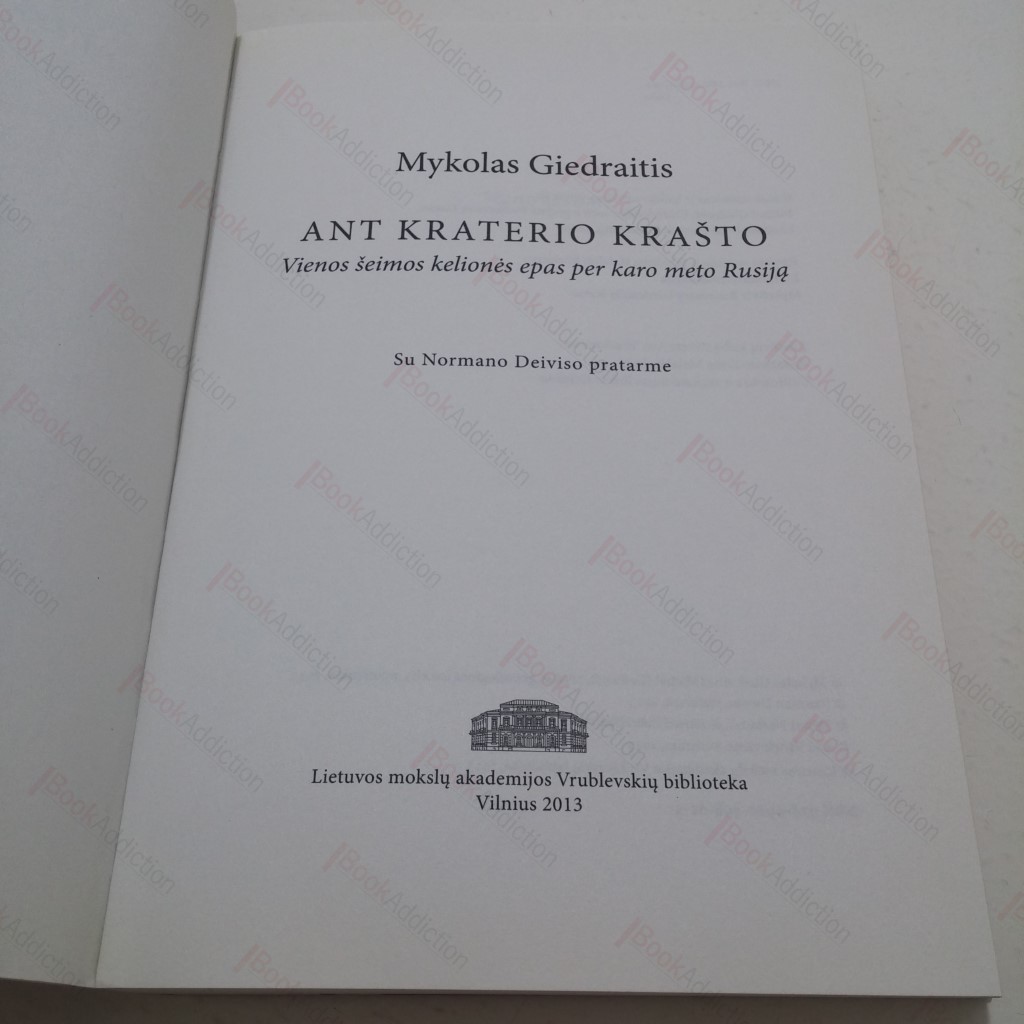 Mykolas Giedraitis
ANT KRATERIO KRAŠTO
Vienos šeimos kelionės epas per karo meto Rusiją
Su Normano Deiviso pratarme
Lietuvos mokslų akademijos Vrublevskių biblioteka
Vilnius 2013
BookAddiction